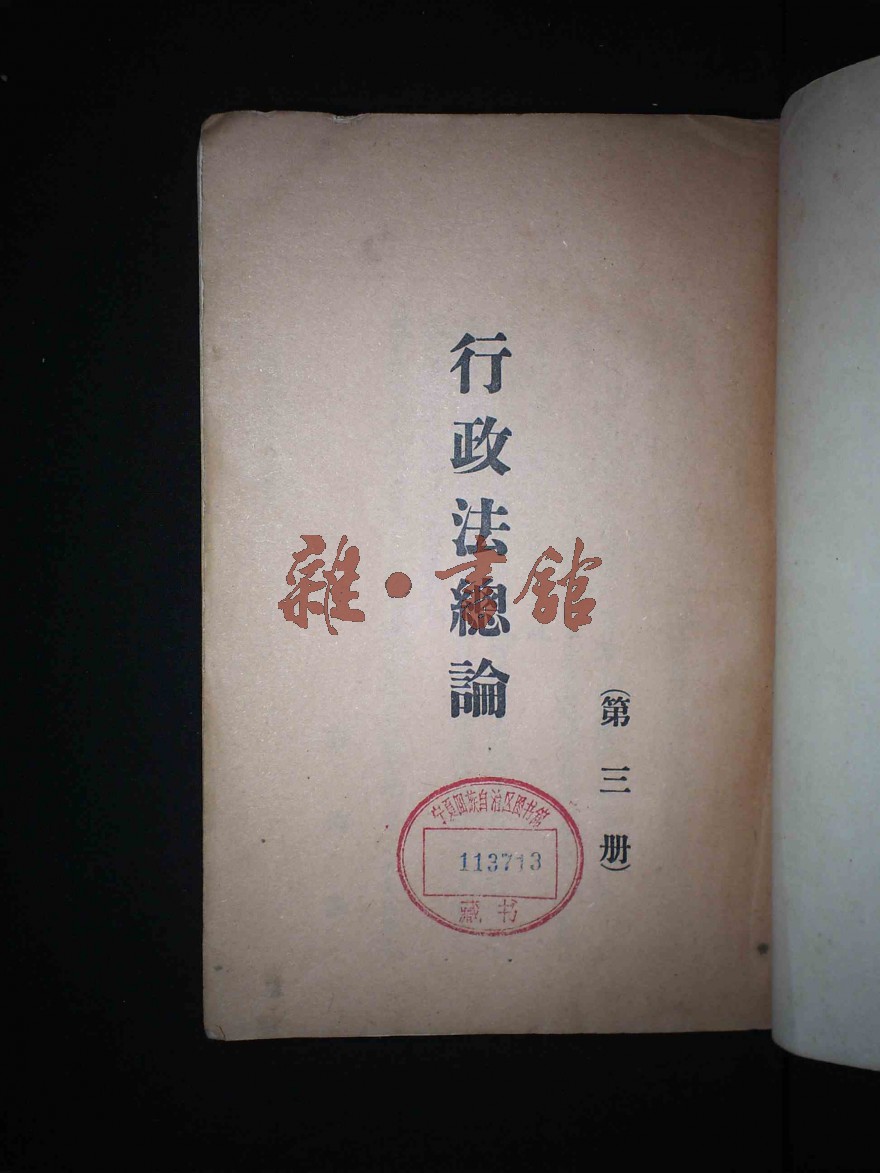 行政法總論
(第三册)
雜·書館
宁夏回族自治区图书馆
113713
藏书